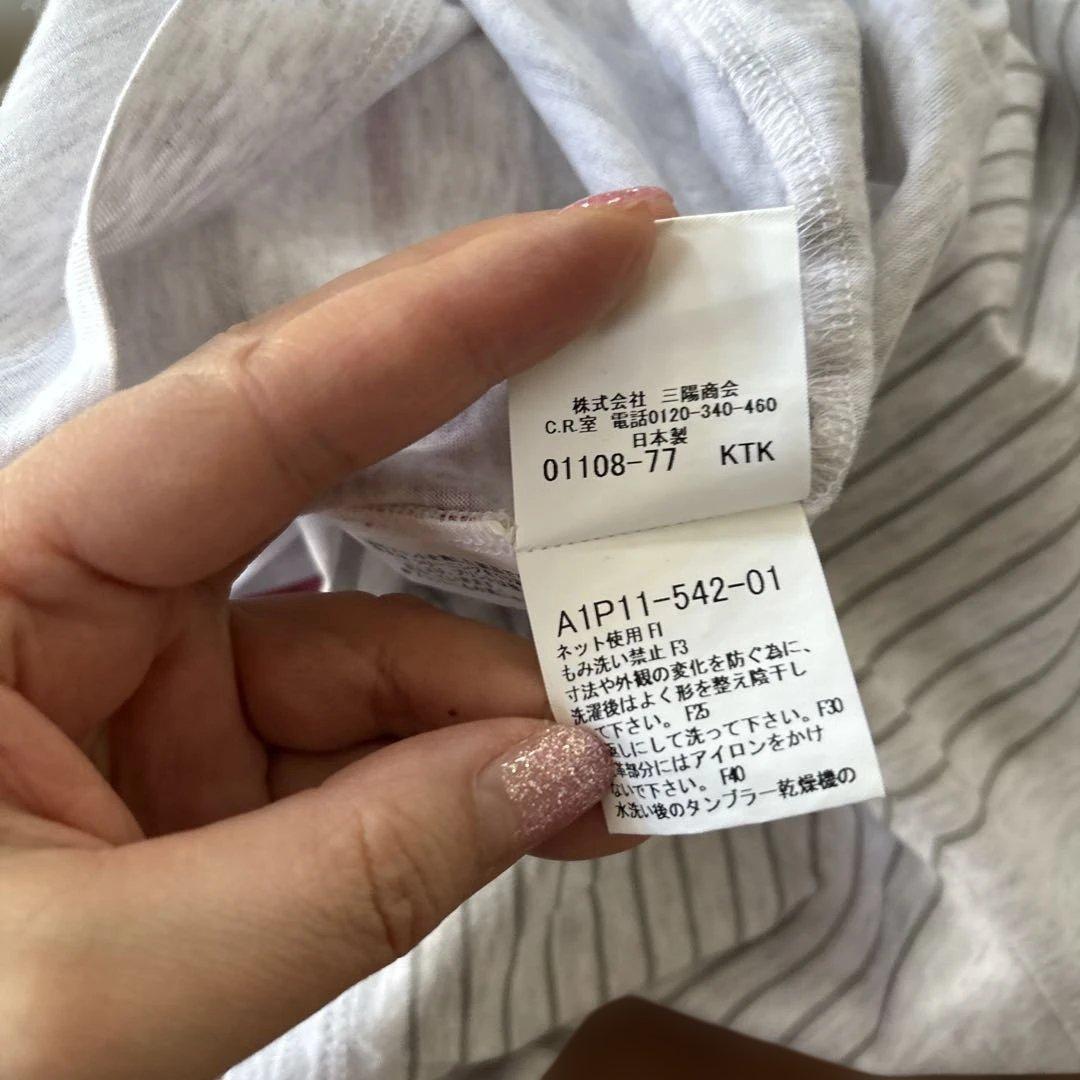 株式会社 三陽商会
C.R.室 電話0120-340-460
日本製
01108-77 KTK
A1P11-542-01
ネット使用 F1
もみ洗い禁止 F3
寸法や外観の変化を防ぐ為に、
洗濯後はよく形を整え陰干し
て下さい。 F25
しにして洗って下さい。F30
部分にはアイロンをかけ
ないで下さい。 F40
水洗い後のタンブラー乾燥機の